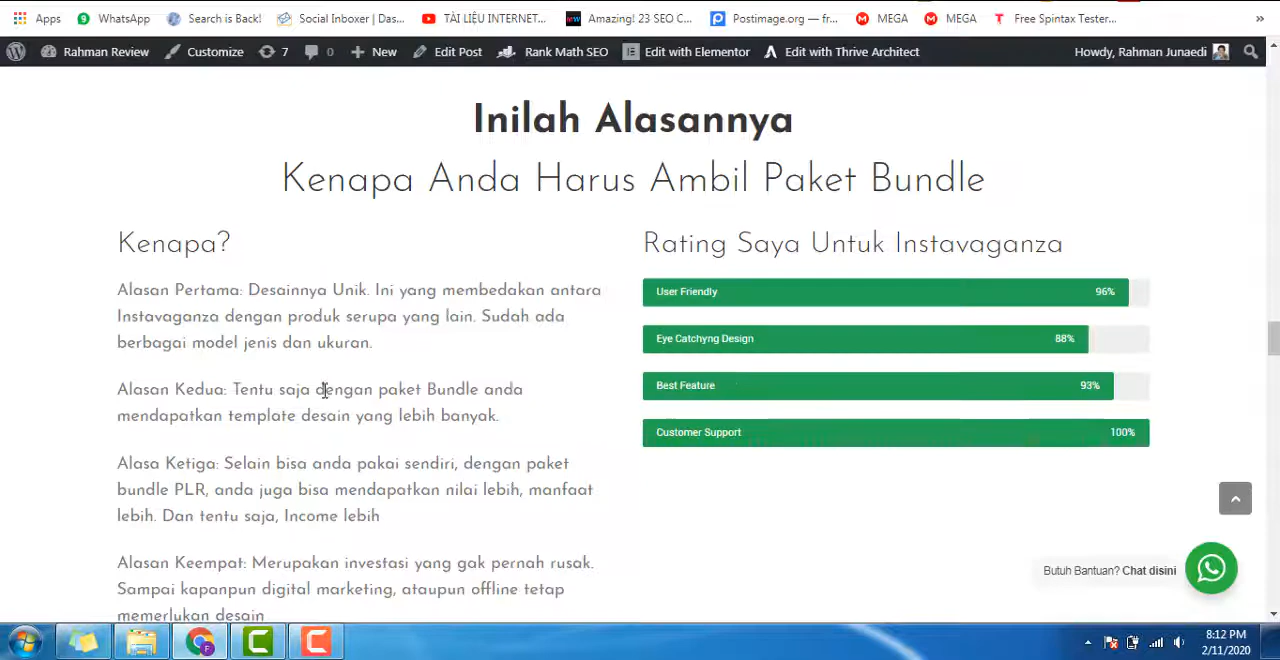 Apps
WhatsApp
Search is Back!
Social Inboxer | Das...
TÀI LIỆU INTERNET...
Amazing! 23 SEO C...
Postimage.org — fr...
MEGA
MEGA
Free Spintax Tester...
»
Rahman Review
Customize
7
0
New
Edit Post
Rank Math SEO
Edit with Elementor
Edit with Thrive Architect
Howdy, Rahman Junaedi
Inilah Alasannya
Kenapa Anda Harus Ambil Paket Bundle
Kenapa?
Alasan Pertama: Desainnya Unik. Ini yang membedakan antara
Instavaganza dengan produk serupa yang lain. Sudah ada
berbagai model jenis dan ukuran.
Alasan Kedua: Tentu saja dengan paket Bundle anda
mendapatkan template desain yang lebih banyak.
Alasa Ketiga: Selain bisa anda pakai sendiri, dengan paket
bundle PLR, anda juga bisa mendapatkan nilai lebih, manfaat
lebih. Dan tentu saja, Income lebih
Alasan Keempat: Merupakan investasi yang gak pernah rusak.
Sampai kapanpun digital marketing, ataupun offline tetap
memerlukan desain
Rating Saya Untuk Instavaganza
User Friendly 96%
Eye Catchyng Design 88%
Best Feature 93%
Customer Support 100%
Butuh Bantuan? Chat disini
8:12 PM
2/11/2020